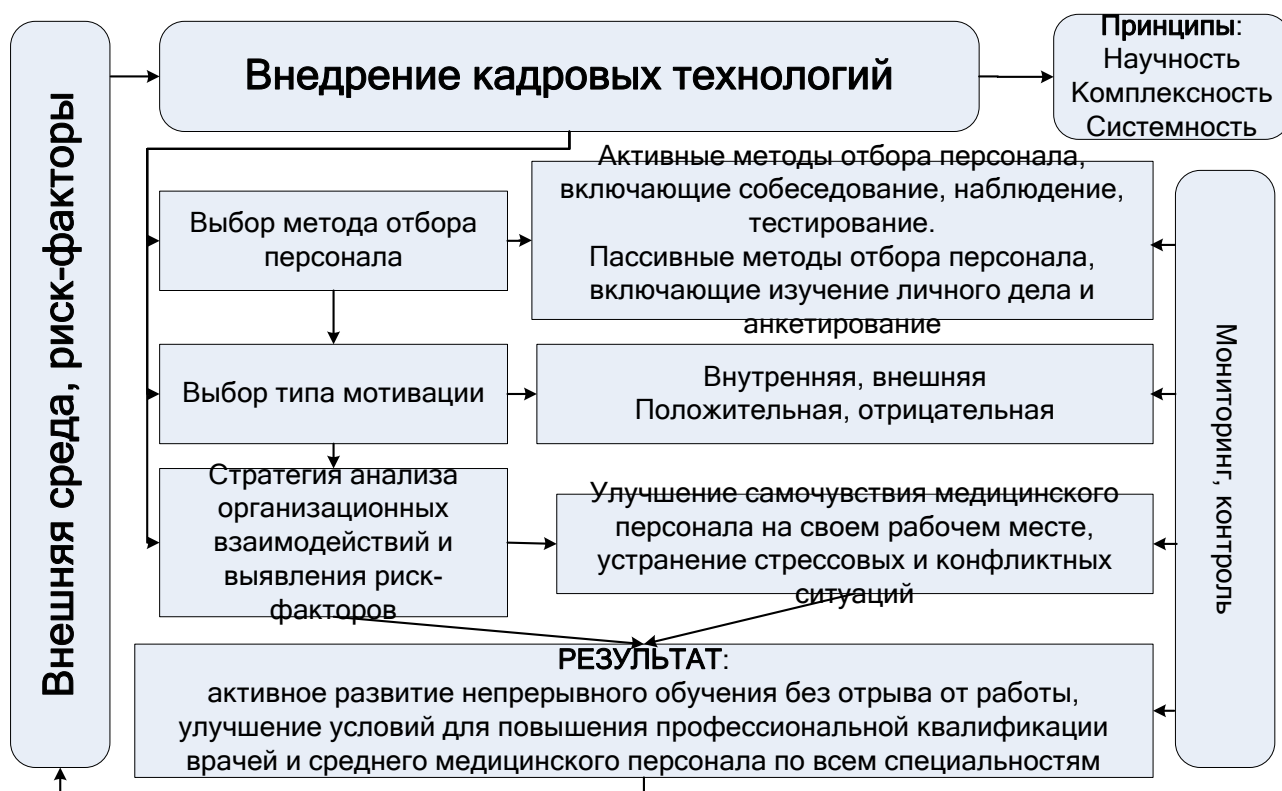 Внешняя среда, риск-факторы
Внедрение кадровых технологий
Принципы:
Научность
Комплексность
Системность
Выбор метода отбора
персонала
Активные методы отбора персонала,
включающие собеседование, наблюдение,
тестирование.
Пассивные методы отбора персонала,
включающие изучение личного дела и
анкетирование
Выбор типа мотивации
Внутренняя, внешняя
Положительная, отрицательная
Стратегия анализа
организационных
взаимодействий и
выявления риск-
факторов
Улучшение самочувствия медицинского
персонала на своем рабочем месте,
устранение стрессовых и конфликтных
ситуаций
Мониторинг, контроль
РЕЗУЛЬТАТ:
активное развитие непрерывного обучения без отрыва от работы,
улучшение условий для повышения профессиональной квалификации
врачей и среднего медицинского персонала по всем специальностям